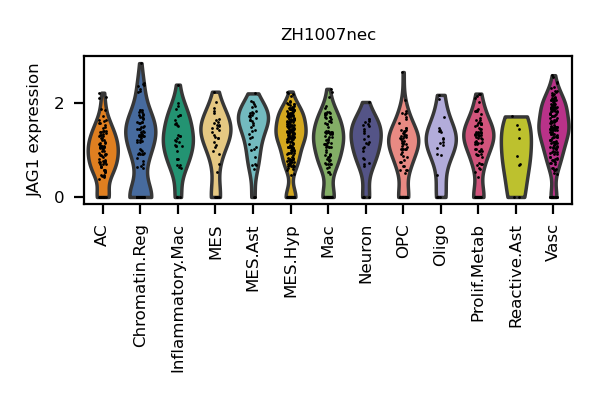 ZH1007nec
JAG1 expression
2
0
AC
Chromatin.Reg
Inflammatory.Mac
MES
MES.Ast
MES.Hyp
Mac
Neuron
OPC
Oligo
Prolif.Metab
Reactive.Ast
Vasc